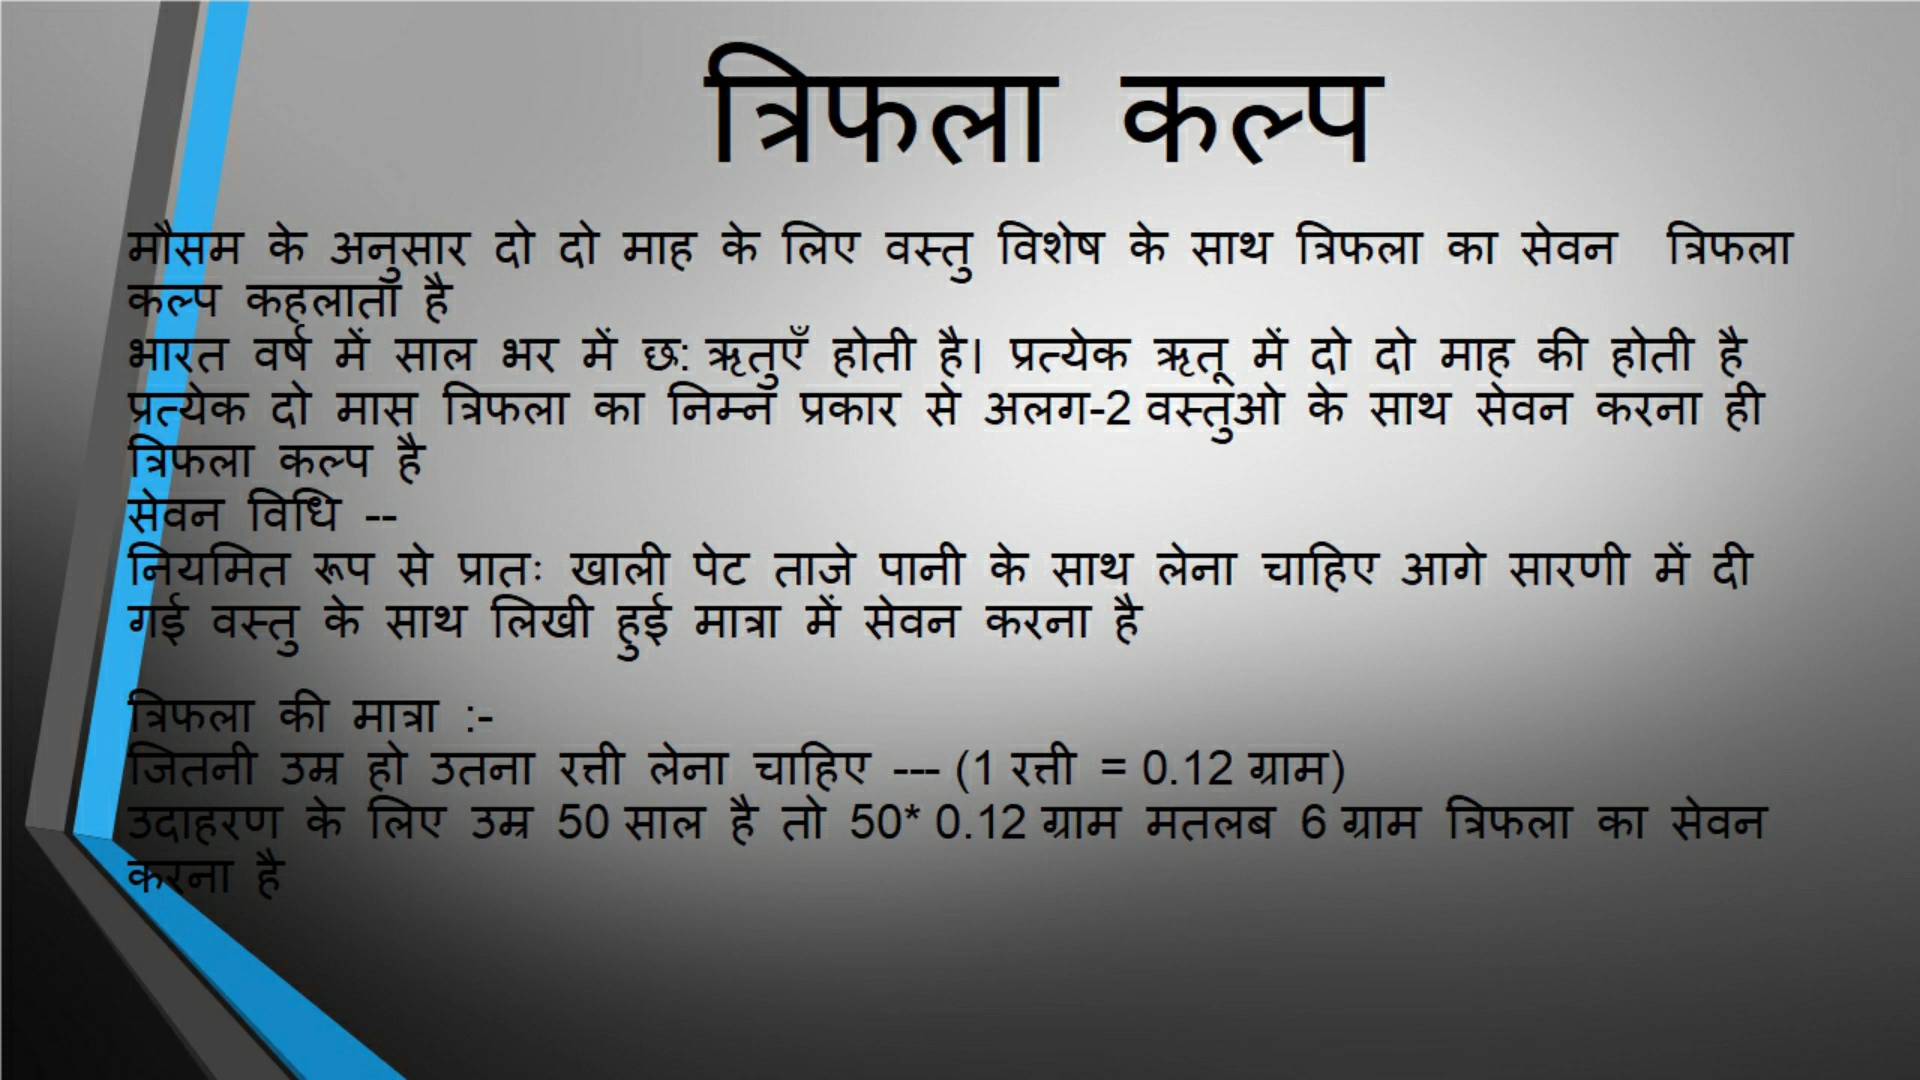 त्रिफला कल्प
मौसम के अनुसार दो दो माह के लिए वस्तु विशेष के साथ त्रिफला का सेवन त्रिफला
कल्प कहलाता है
भारत वर्ष में साल भर में छ: ऋतुएँ होती है। प्रत्येक ऋतू में दो दो माह की होती है
प्रत्येक दो मास त्रिफला का निम्न प्रकार से अलग-2 वस्तुओ के साथ सेवन करना ही
त्रिफला कल्प है
सेवन विधि --
नियमित रूप से प्रातः खाली पेट ताजे पानी के साथ लेना चाहिए आगे सारणी में दी
गई वस्तु के साथ लिखी हुई मात्रा में सेवन करना है
त्रिफला की मात्रा :-
जितनी उम्र हो उतना रत्ती लेना चाहिए --- (1 रत्ती = 0.12 ग्राम)
उदाहरण के लिए उम्र 50 साल है तो 50* 0.12 ग्राम मतलब 6 ग्राम त्रिफला का सेवन
करना है